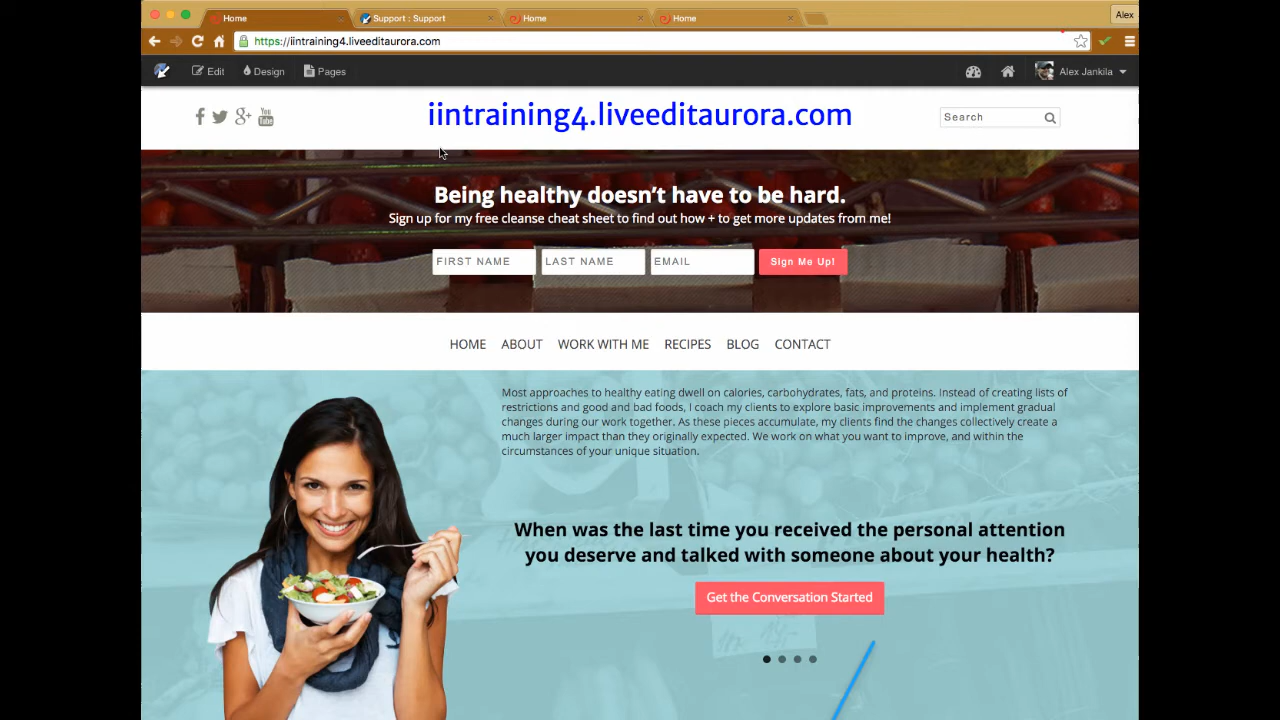 Home
Support : Support
Home
Home
Alex
https://iintraining4.liveeditaurora.com
Edit
Design
Pages
Alex Jankila
iintraining4.liveeditaurora.com
Search
Being healthy doesn't have to be hard.
Sign up for my free cleanse cheat sheet to find out how + to get more updates from me!
FIRST NAME
LAST NAME
EMAIL
Sign Me Up!
HOME ABOUT WORK WITH ME RECIPES BLOG CONTACT
Most approaches to healthy eating dwell on calories, carbohydrates, fats, and proteins. Instead of creating lists of
restrictions and good and bad foods, I coach my clients to explore basic improvements and implement gradual
changes during our work together. As these pieces accumulate, my clients find the changes collectively create a
much larger impact than they originally expected. We work on what you want to improve, and within the
circumstances of your unique situation.
When was the last time you received the personal attention
you deserve and talked with someone about your health?
Get the Conversation Started